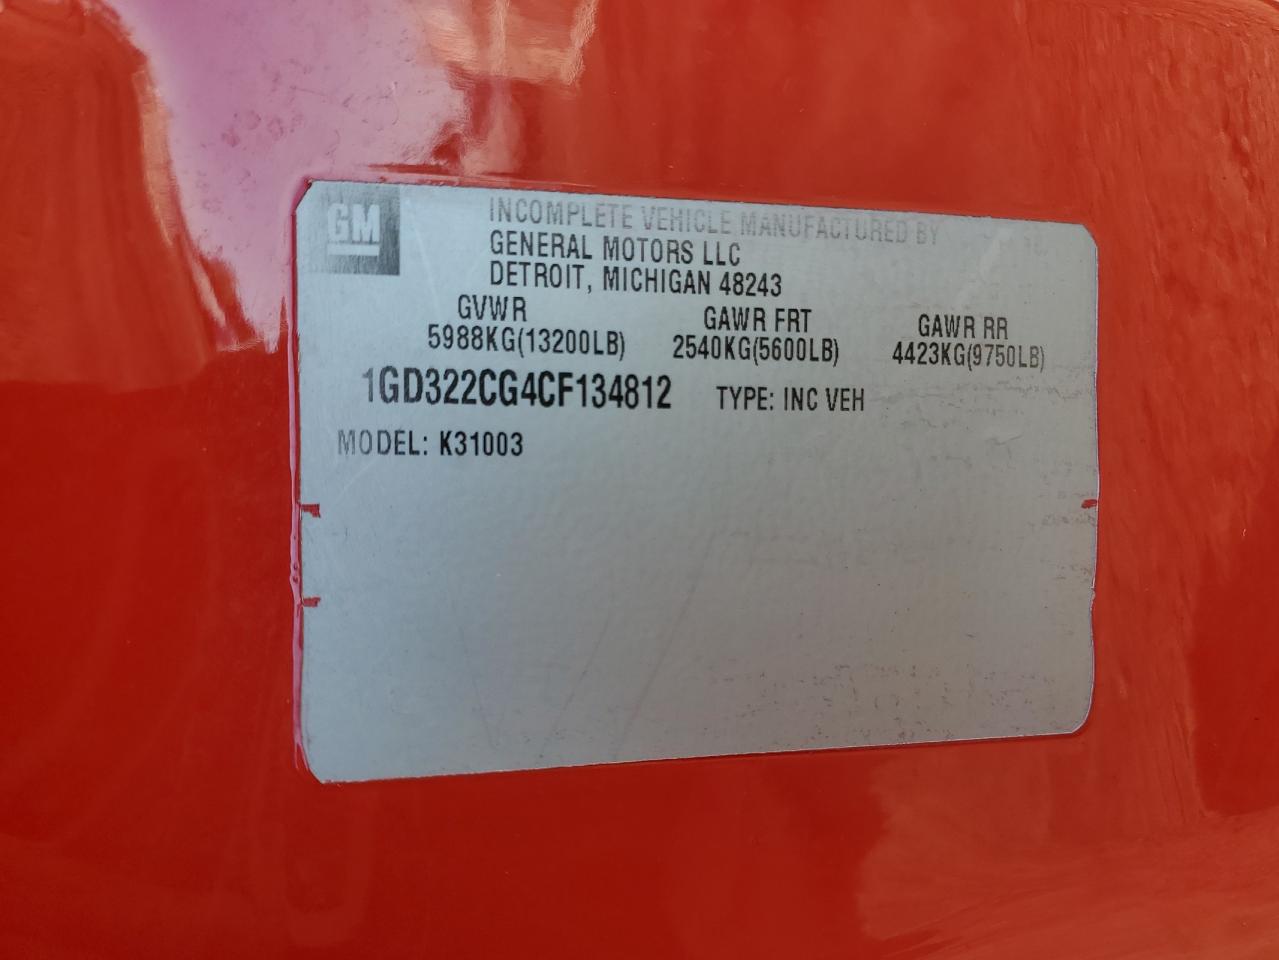 GM
INCOMPLETE VEHICLE MANUFACTURED BY
GENERAL MOTORS LLC
DETROIT, MICHIGAN 48243
GVWR GAWR FRT GAWR RR
5988KG(13200LB) 2540KG(5600LB) 4423KG(9750LB)
1GD322CG4CF134812 TYPE: INC VEH
MODEL: K31003